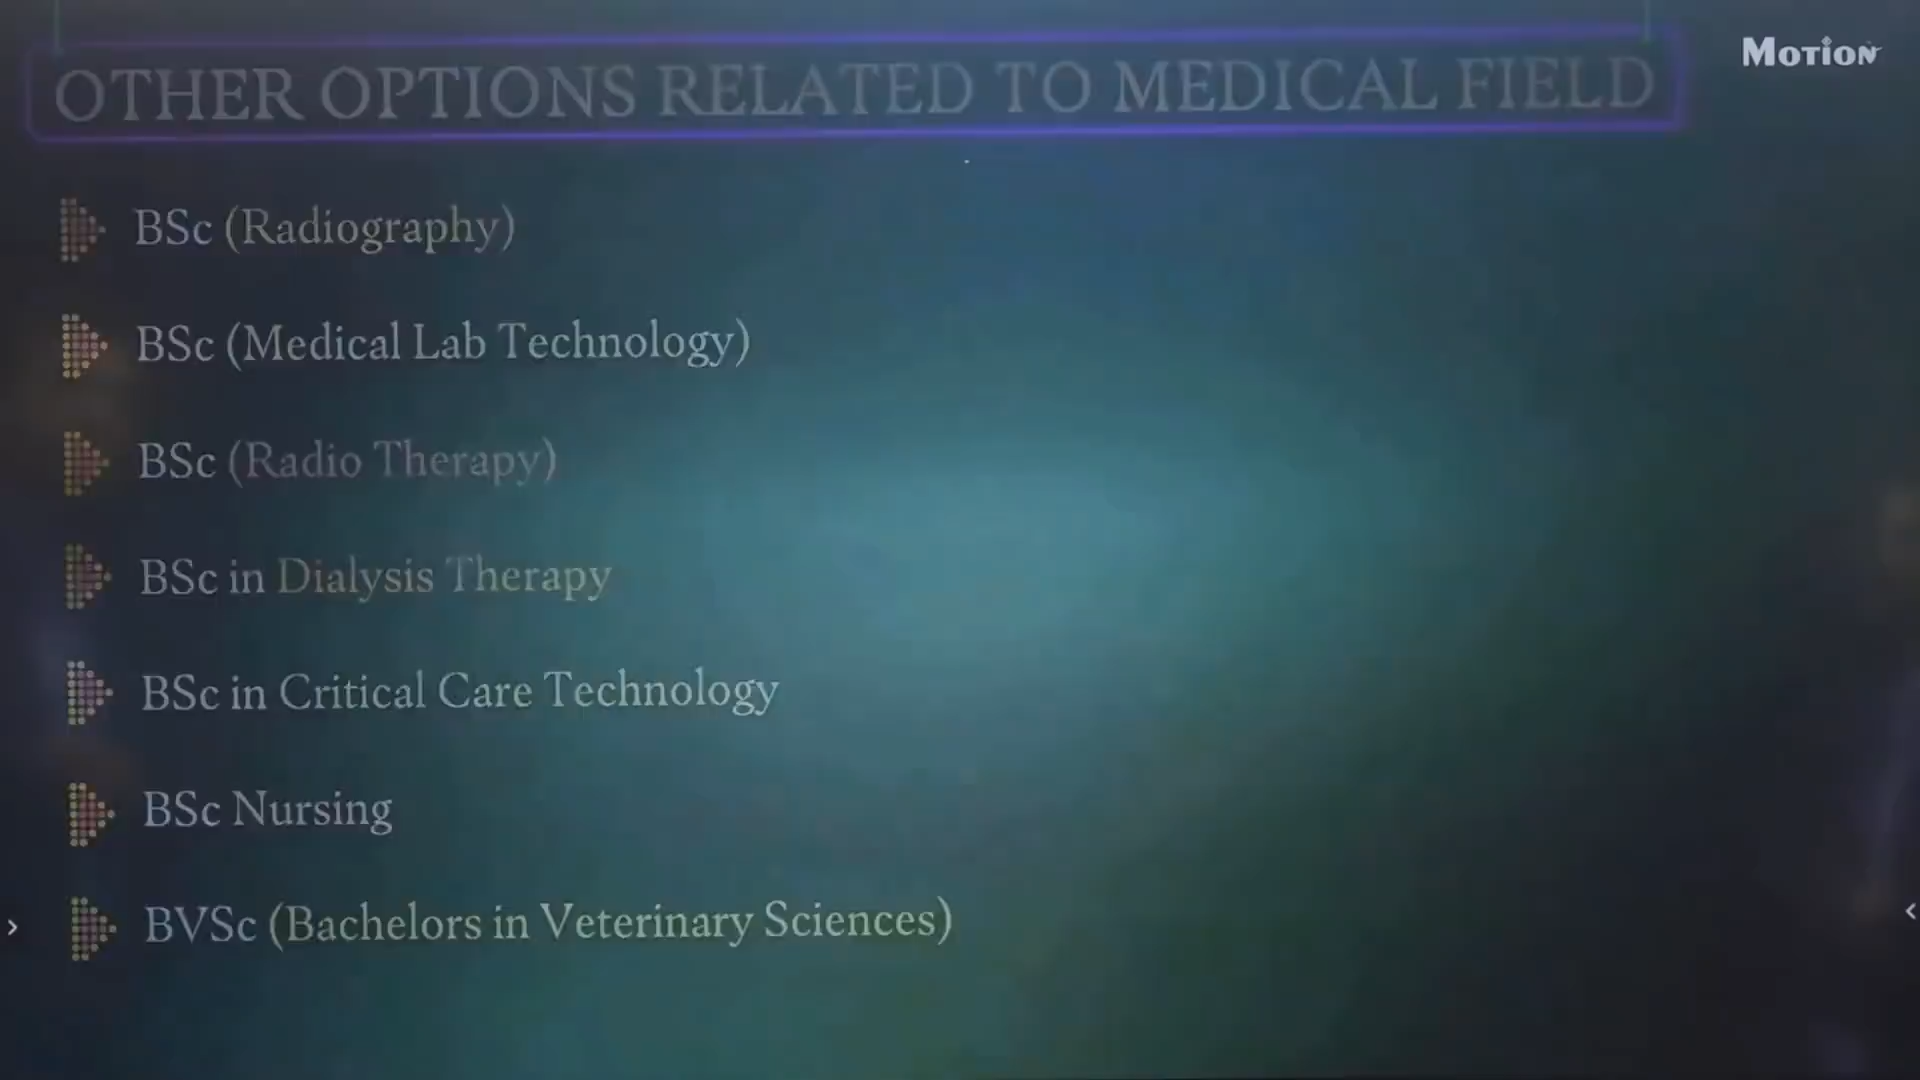 MOTION
OTHER OPTIONS RELATED TO MEDICAL FIELD
BSc (Radiography)
BSc (Medical Lab Technology)
BSc (Radio Therapy)
BSc in Dialysis Therapy
BSc in Critical Care Technology
BSc Nursing
BVSc (Bachelors in Veterinary Sciences)